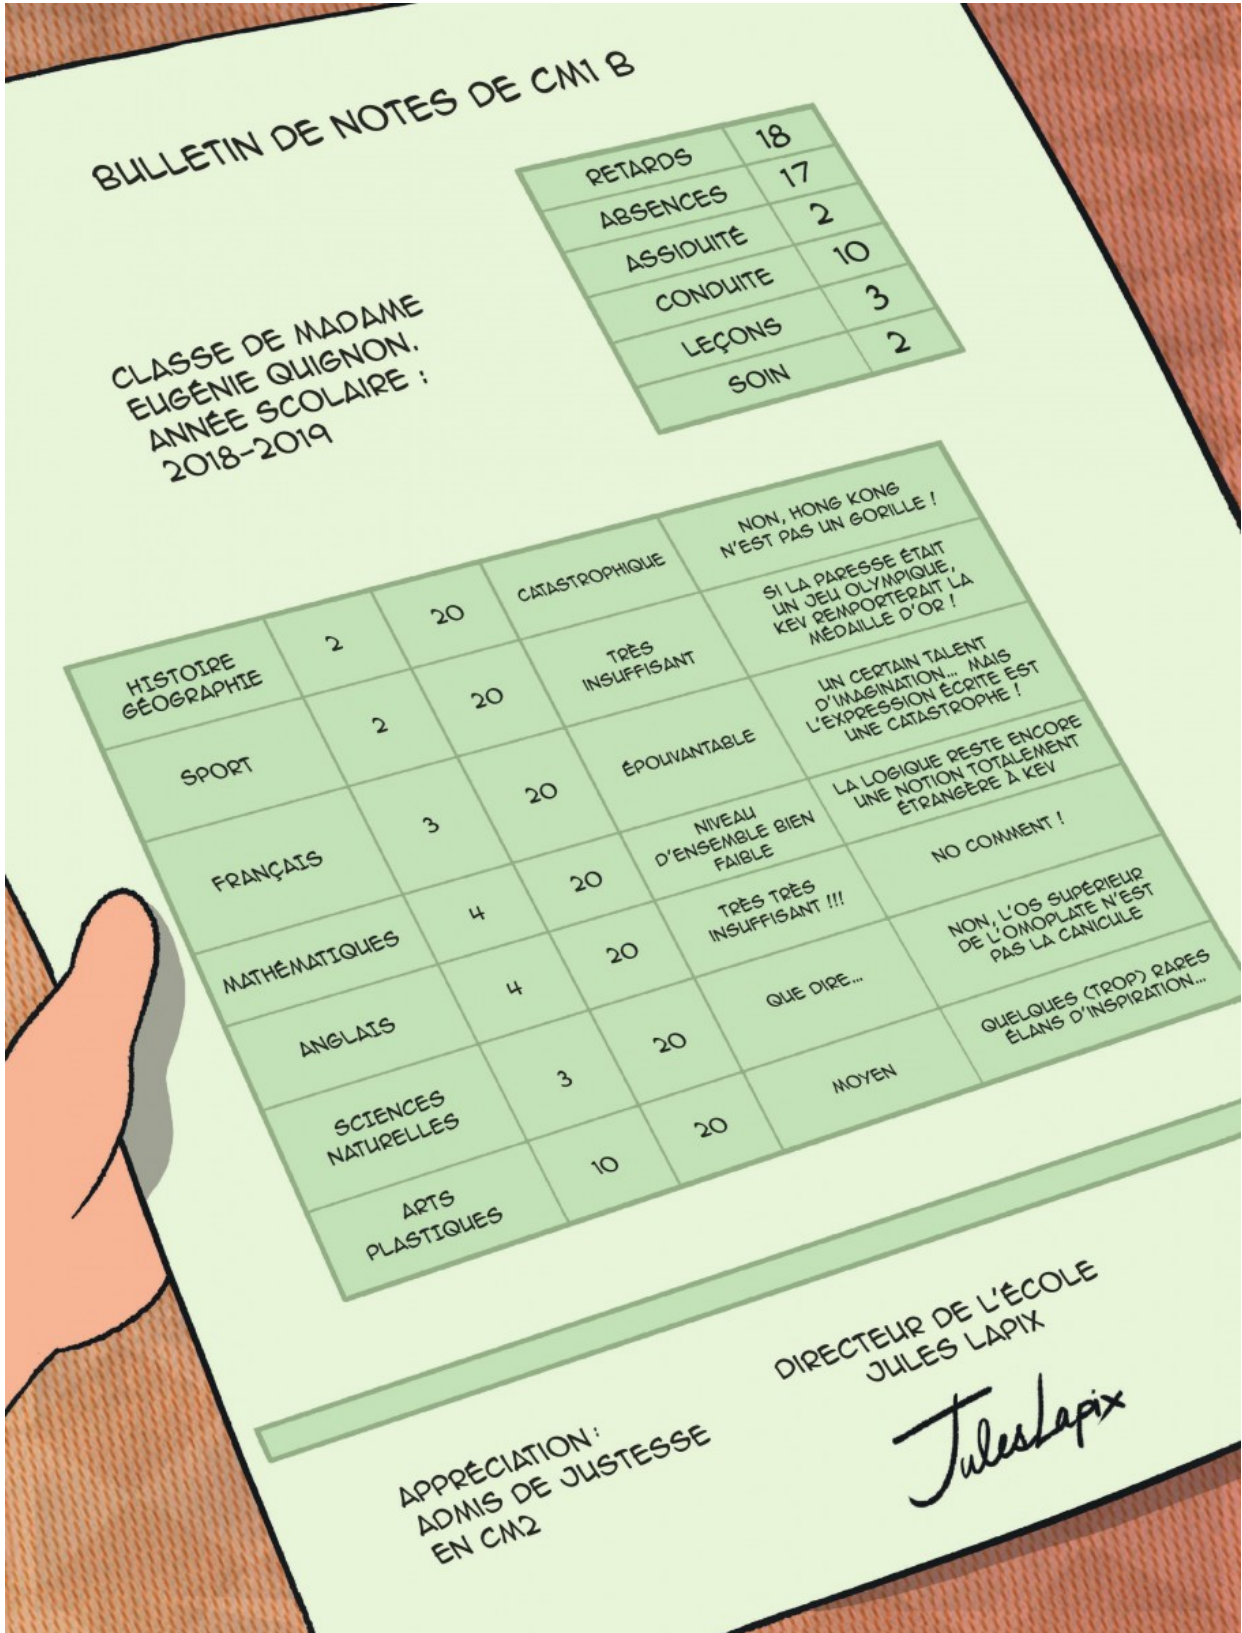 BULLETIN DE NOTES DE CM1 B
RETARDS 18
ABSENCES 17
ASSIDUITÉ 2
CONDUITE 10
LEÇONS 3
SOIN 2
CLASSE DE MADAME
EUGÉNIE QUIGNON.
ANNÉE SCOLAIRE :
2018-2019
HISTOIRE
GÉOGRAPHIE
2
20
CATASTROPHIQUE
NON, HONG KONG
N'EST PAS UN GORILLE !
SPORT
2
20
TRÈS
INSUFFISANT
SI LA PARESSE ÉTAIT
UN JEU OLYMPIQUE,
KEV REMPORTERAIT LA
MÉDAILLE D'OR !
FRANÇAIS
3
20
ÉPOUVANTABLE
UN CERTAIN TALENT
D'IMAGINATION... MAIS
L'EXPRESSION ÉCRITE EST
UNE CATASTROPHE !
MATHÉMATIQUES
4
20
NIVEAU
D'ENSEMBLE BIEN
FAIBLE
LA LOGIQUE RESTE ENCORE
UNE NOTION TOTALEMENT
ÉTRANGÈRE À KEV
ANGLAIS
4
20
TRÈS TRÈS
INSUFFISANT !!!
NO COMMENT !
SCIENCES
NATURELLES
3
20
QUE DIRE...
NON, L'OS SUPÉRIEUR
DE L'OMOPLATE N'EST
PAS LA CANICULE
ARTS
PLASTIQUES
10
20
MOYEN
QUELQUES (TROP) RARES
ÉLANS D'INSPIRATION...
DIRECTEUR DE L'ÉCOLE
JULES LAPIX
Jules Lapix
APPRÉCIATION :
ADMIS DE JUSTESSE
EN CM2